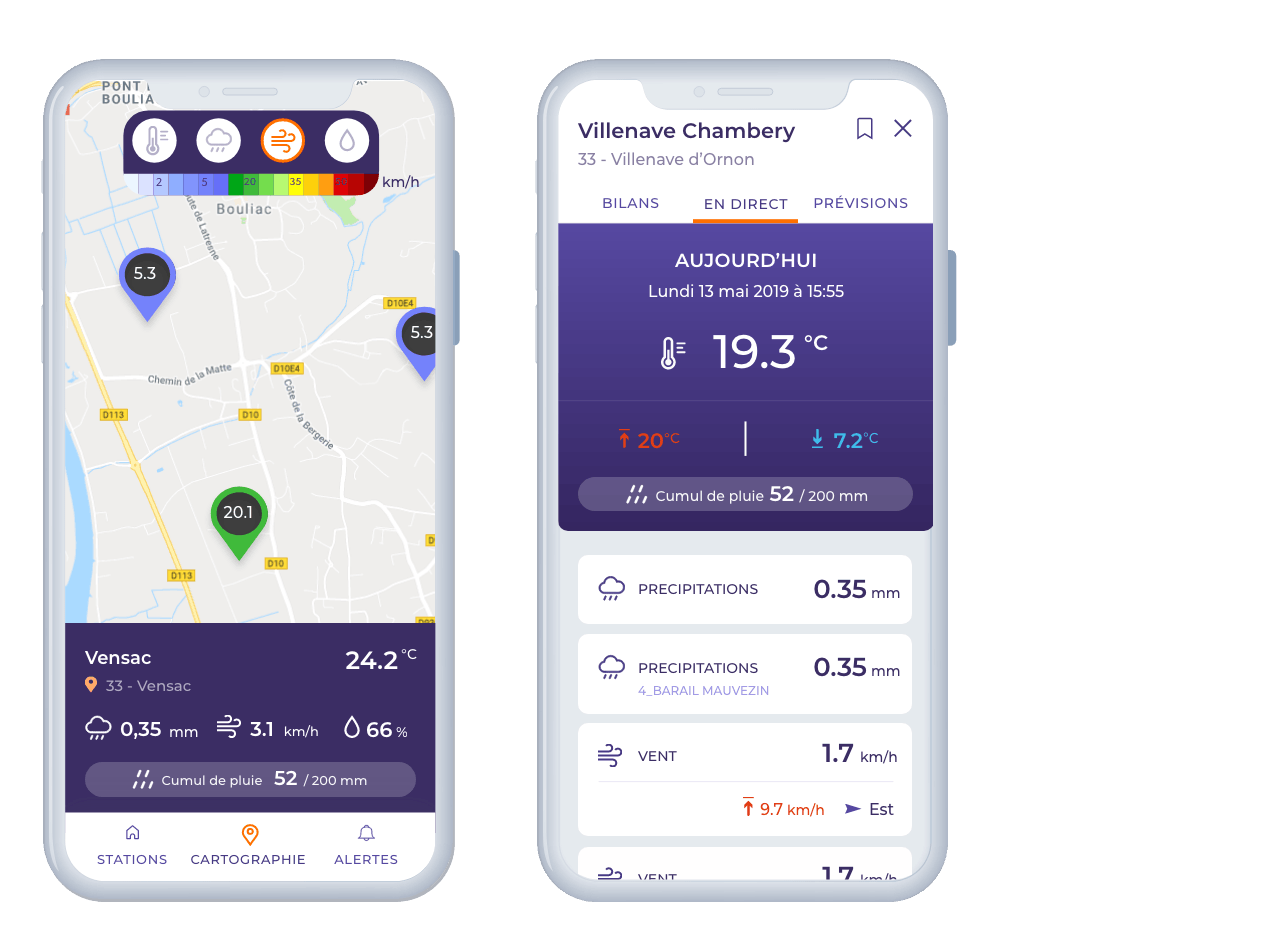 PONT
BOULIA
2 5 20 35
km/h
Bouliac
ute de Latresne
5.3
D10E4
5.3
D10E4
Chemin de la Matte
Côte de la Bergerie
D113
D10
20.1
D10
D113
Vensac
24.2 °C
33 - Vensac
0,35 mm 3.1 km/h 66 %
Cumul de pluie 52 / 200 mm
STATIONS CARTOGRAPHIE ALERTES
Villenave Chambery
33 - Villenave d’Ornon
BILANS EN DIRECT PRÉVISIONS
AUJOURD’HUI
Lundi 13 mai 2019 à 15:55
19.3 °C
20°C 7.2°C
Cumul de pluie 52 / 200 mm
PRECIPITATIONS 0.35 mm
PRECIPITATIONS 0.35 mm
4_BARAIL MAUVEZIN
VENT 1.7 km/h
9.7 km/h Est
VENT 1.7 km/h